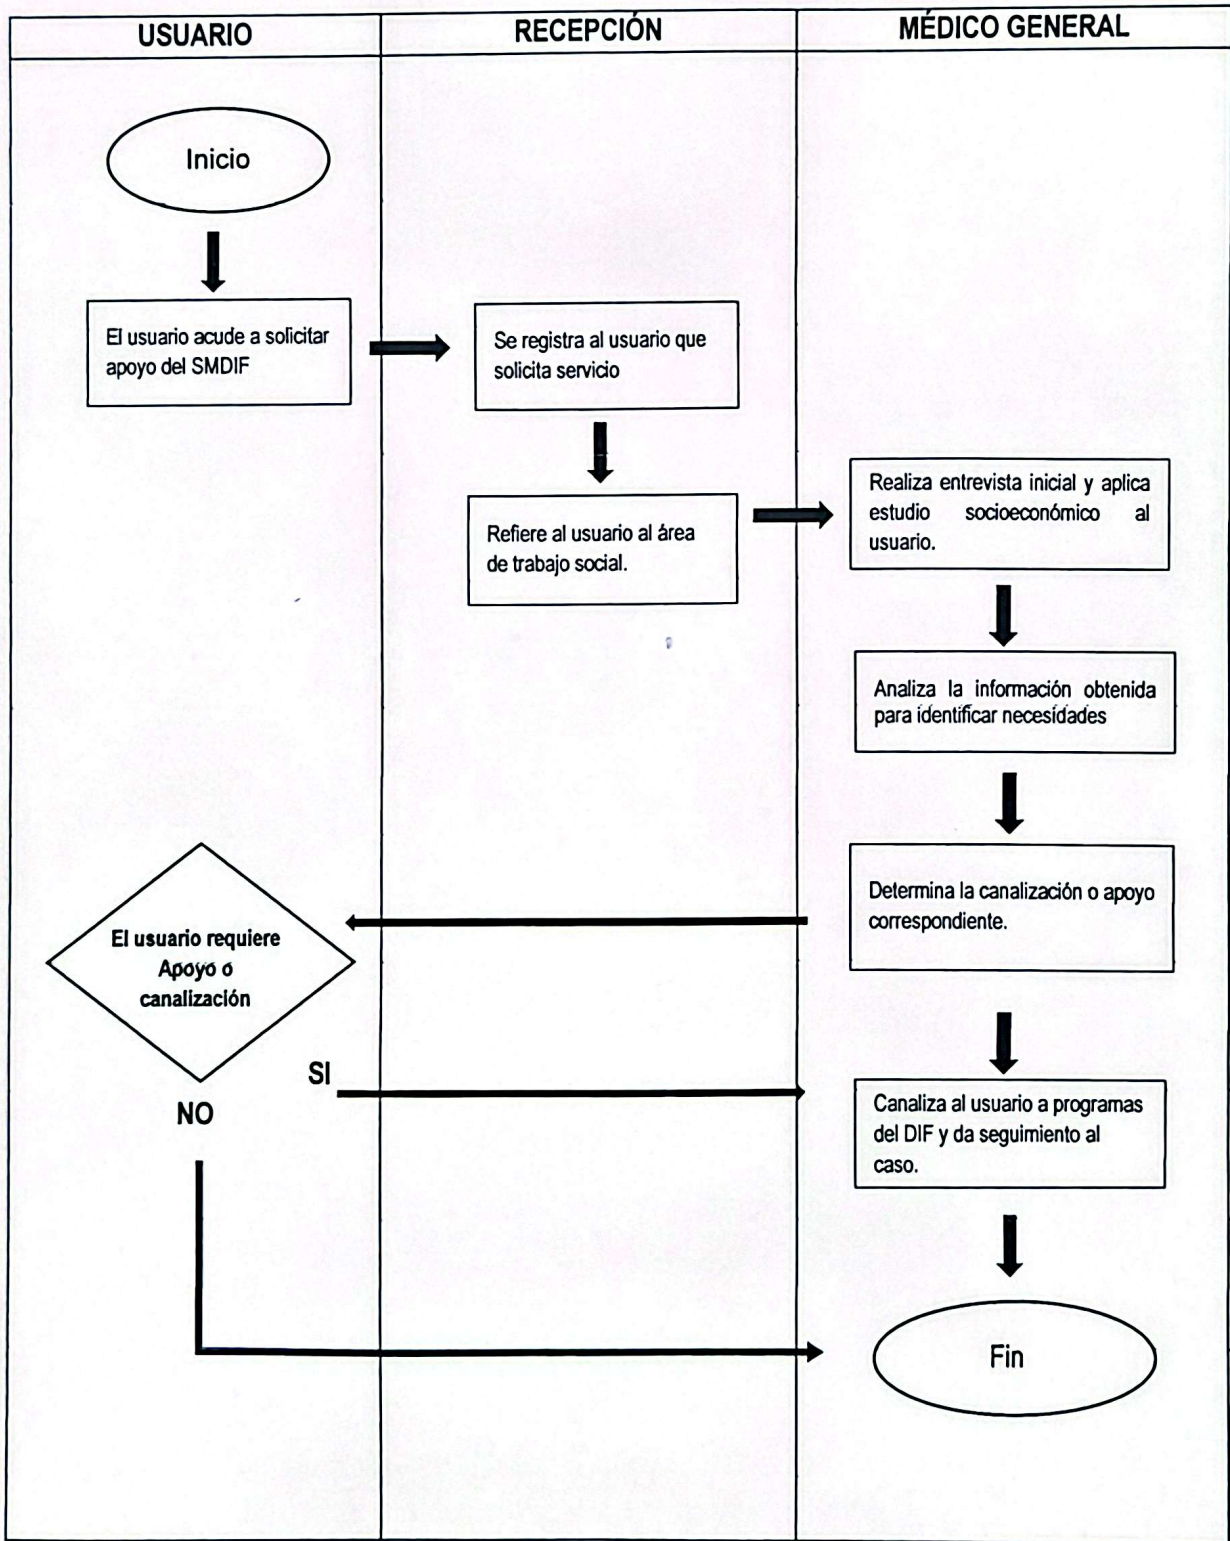 USUARIO
RECEPCIÓN
MÉDICO GENERAL
Inicio
El usuario acude a solicitar
apoyo del SMDIF
Se registra al usuario que
solicita servicio
Refiere al usuario al área
de trabajo social.
Realiza entrevista inicial y aplica
estudio socioeconómico al
usuario.
Analiza la información obtenida
para identificar necesidades
Determina la canalización o apoyo
correspondiente.
El usuario requiere
Apoyo o
canalización
SI
NO
Canaliza al usuario a programas
del DIF y da seguimiento al
caso.
Fin